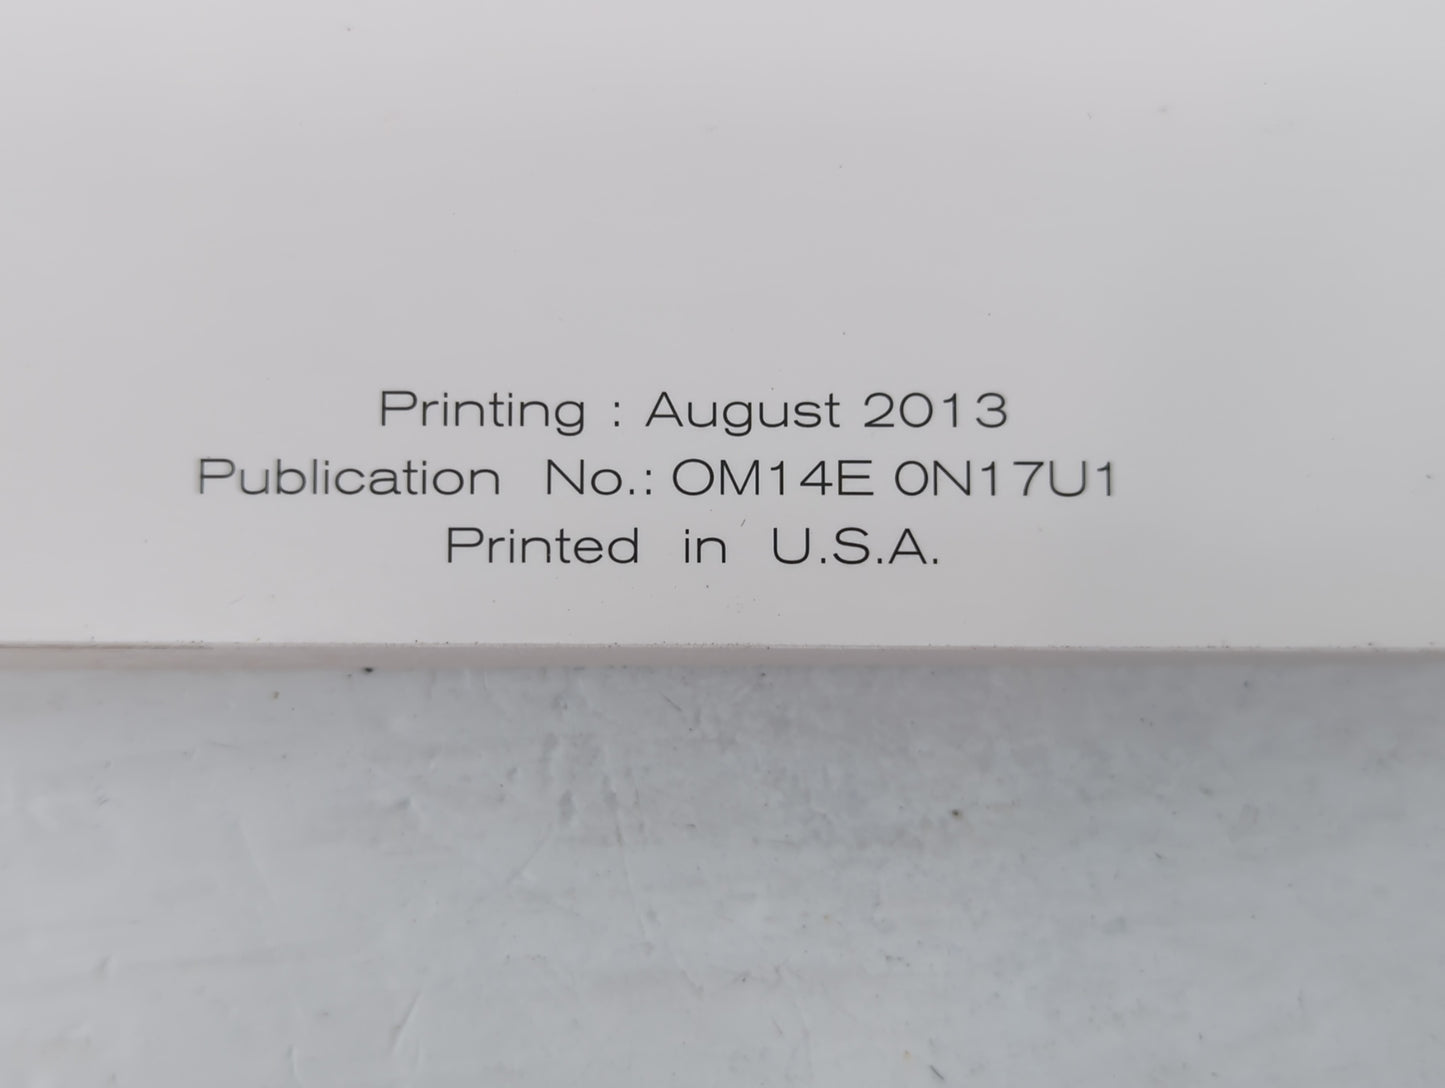 Printing : August 2013
Publication No.: OM14E 0N17U1
Printed in U.S.A.